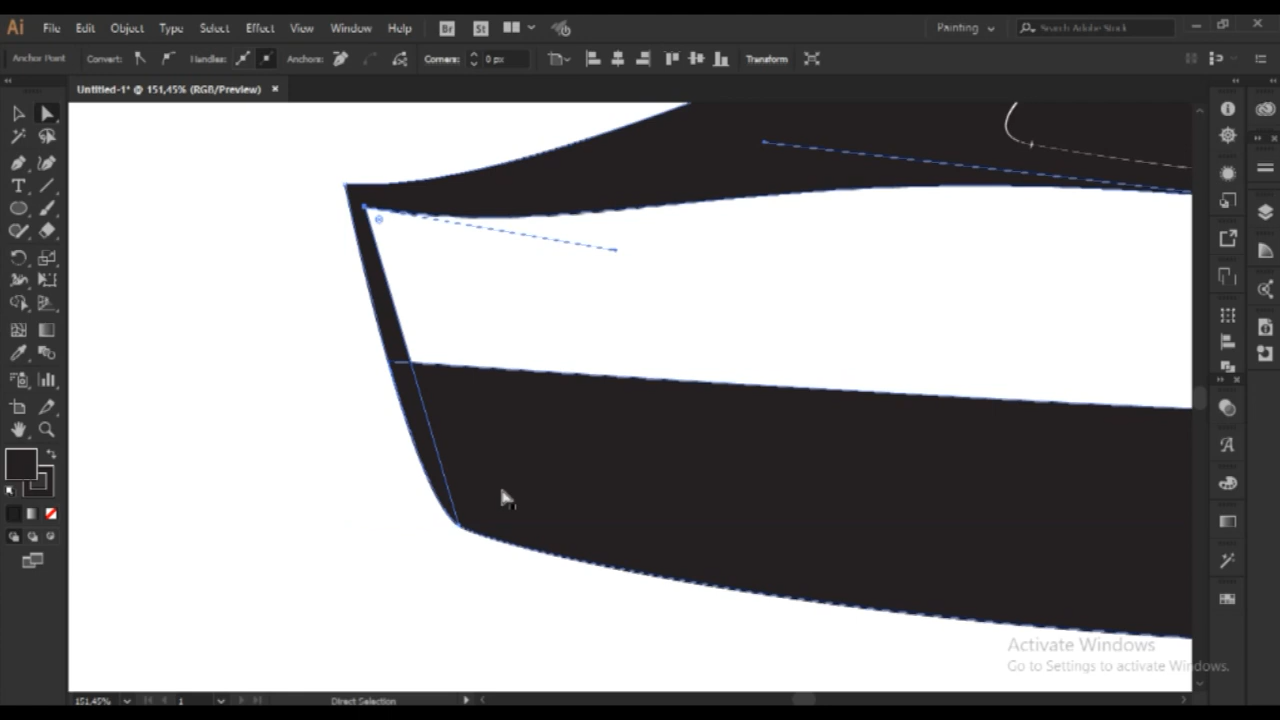 Ai File Edit Object Type Select Effect View Window Help Br St Painting Search Adobe Stock
Anchor Point Convert: Handles: Anchors: Corners: 0 px Transform
Untitled-1* @ 151,45% (RGB/Preview) ×
Activate Windows
Go to Settings to activate Windows.
151,45% 1 Direct Selection